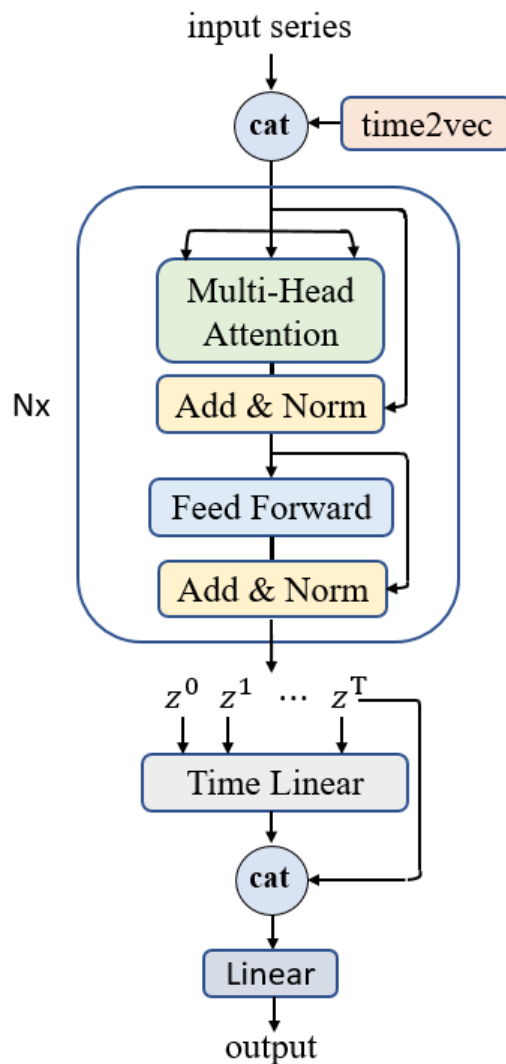 input series
cat
time2vec
Multi-Head
Attention
Add & Norm
Nx
Feed Forward
Add & Norm
z⁰ z¹ ⋯ zᵀ
Time Linear
cat
Linear
output